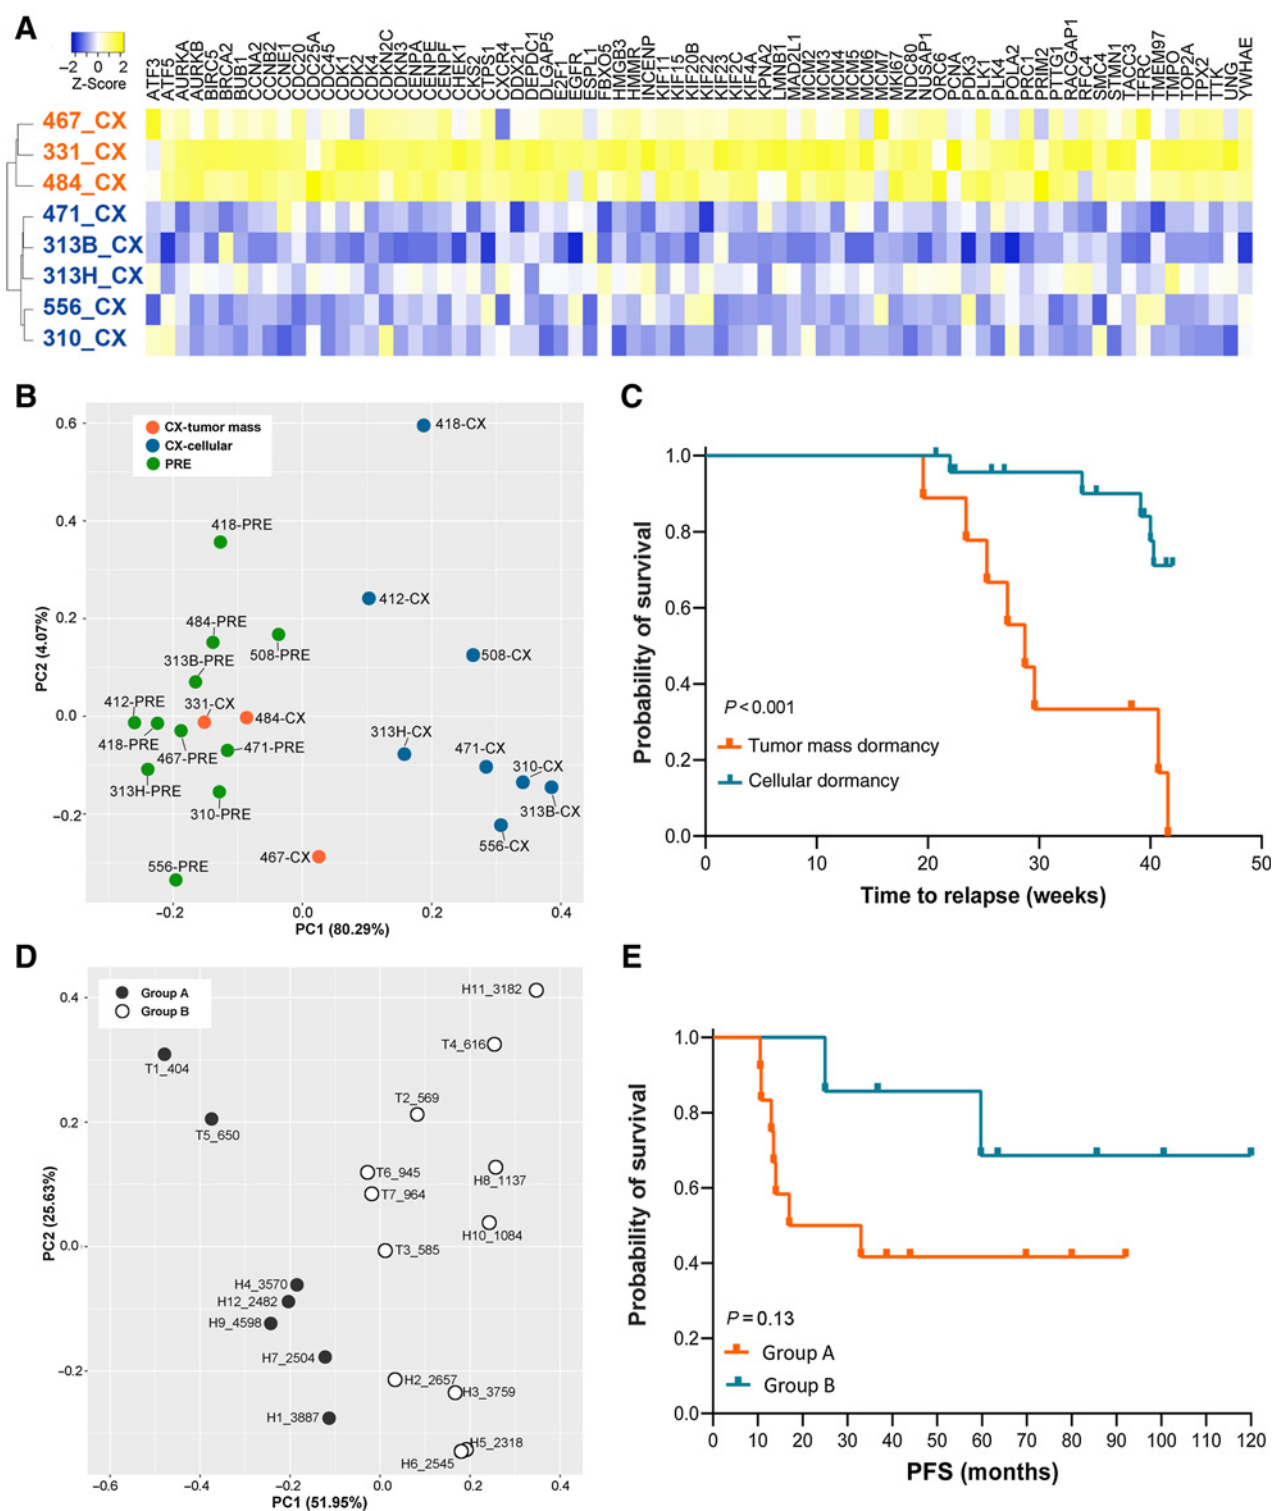 A
−2 0 2
Z-Score
ATF3 ATF5 AURKA AURKB BIRC5 BRCA2 BUB1 CCNA2 CCNB2 CCNE1 CDC20 CDC25A CDC45 CDK1 CDK2 CDK4 CDKN2C CDKN3 CENPA CENPE CENPF CHEK1 CKS2 CTPS1 CXCR4 DDX21 DEPDC1 DLGAP5 E2F1 EGFR ESPL1 FBXO5 HMGB3 HMMR INCENP KIF11 KIF15 KIF20B KIF22 KIF23 KIF2C KIF4A KPNA2 LMNB1 MAD2L1 MCM2 MCM3 MCM4 MCM5 MCM6 MCM7 MKI67 NDC80 NUSAP1 ORC6 PCNA PDK3 PLK1 PLK4 POLA2 PRC1 PRIM2 PTTG1 RACGAP1 RFC4 SMC4 STMN1 TACC3 TFRC TMEM97 TMPO TOP2A TPX2 TTK UNG YWHAE
467_CX
331_CX
484_CX
471_CX
313B_CX
313H_CX
556_CX
310_CX
B
CX-tumor mass
CX-cellular
PRE
418-CX
418-PRE
412-CX
484-PRE
508-PRE
313B-PRE
508-CX
412-PRE
331-CX
484-CX
418-PRE
467-PRE
471-PRE
313H-CX
471-CX
310-CX
313H-PRE
310-PRE
313B-CX
556-CX
467-CX
556-PRE
0.6
0.4
0.2
0.0
−0.2
PC2 (4.07%)
−0.2 0.0 0.2 0.4
PC1 (80.29%)
C
1.0
0.8
0.6
0.4
0.2
0.0
Probability of survival
P<0.001
Tumor mass dormancy
Cellular dormancy
0 10 20 30 40 50
Time to relapse (weeks)
D
Group A
Group B
H11_3182
T4_616
T1_404
T2_569
T5_650
T6_945
H8_1137
T7_964
H10_1084
T3_585
H4_3570
H12_2482
H9_4598
H7_2504
H2_2657
H3_3759
H1_3887
H5_2318
H6_2545
0.4
0.2
0.0
−0.2
PC2 (25.63%)
−0.6 −0.4 −0.2 0.0 0.2 0.4
PC1 (51.95%)
E
1.0
0.8
0.6
0.4
0.2
0.0
Probability of survival
P=0.13
Group A
Group B
0 10 20 30 40 50 60 70 80 90 100 110 120
PFS (months)